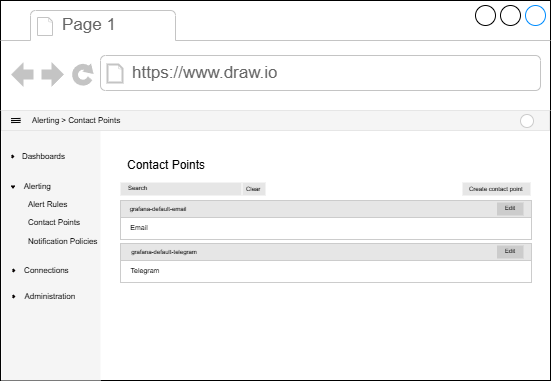 Page 1
https://www.draw.io
Alerting > Contact Points
Dashboards
Alerting
Alert Rules
Contact Points
Notification Policies
Connections
Administration
Contact Points
Search Clear Create contact point
grafana-default-email Edit
Email
grafana-default-telegram Edit
Telegram